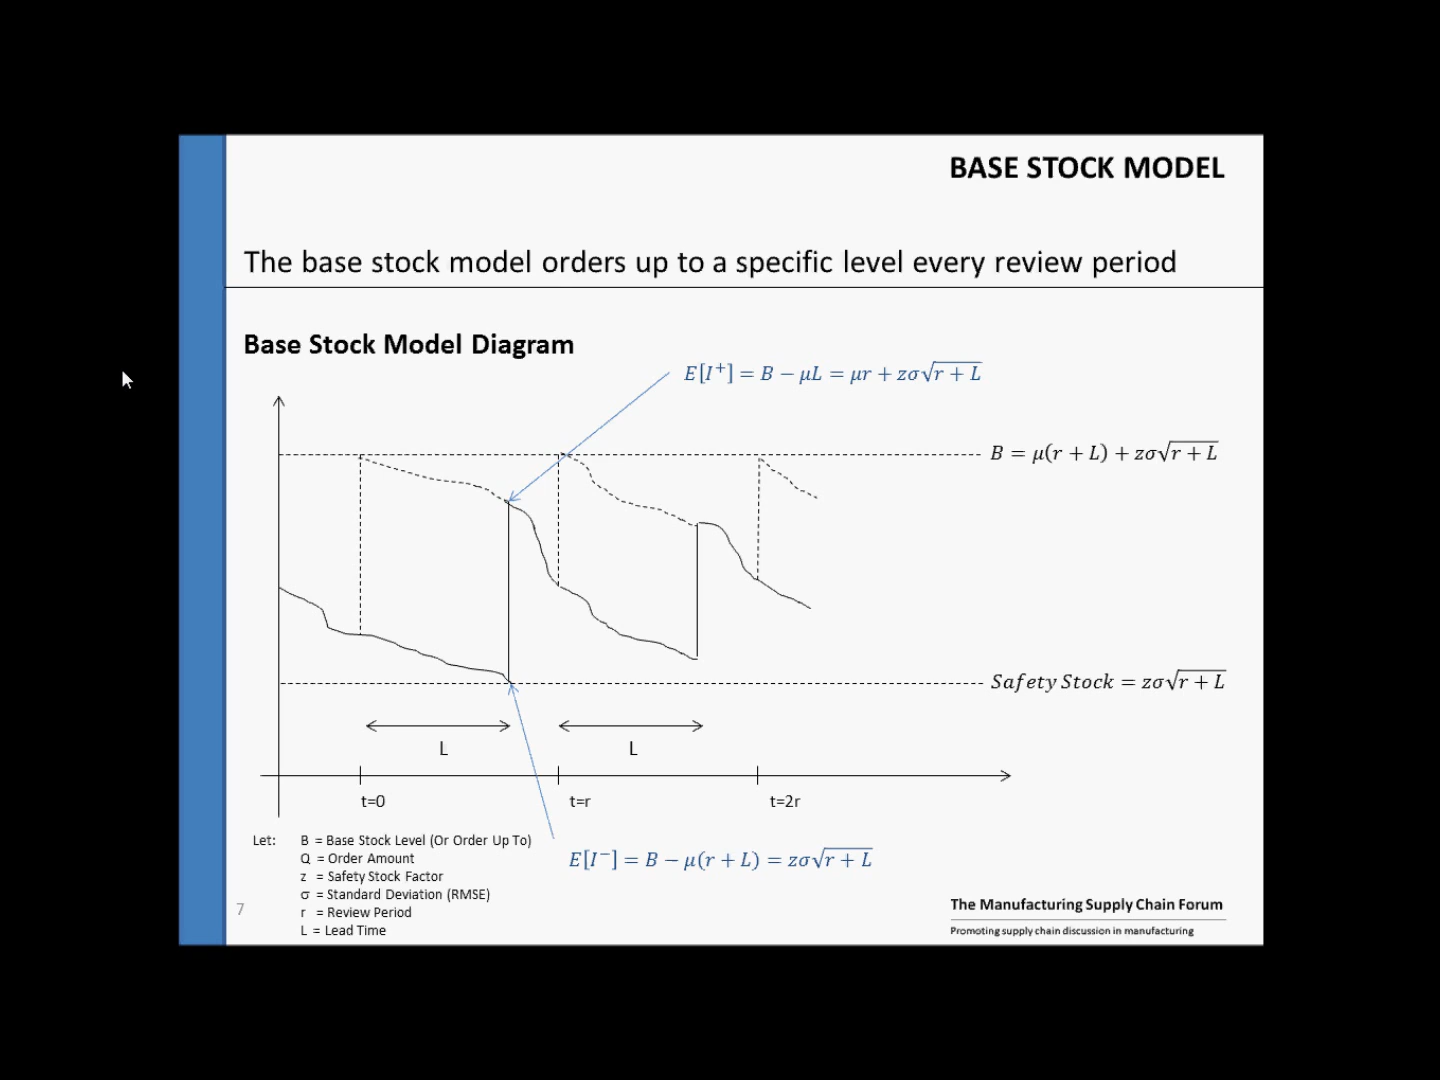 BASE STOCK MODEL
The base stock model orders up to a specific level every review period
Base Stock Model Diagram
E[I⁺] = B − μL = μr + zσ√(r + L)
B = μ(r + L) + zσ√(r + L)
Safety Stock = zσ√(r + L)
L L
t=0 t=r t=2r
Let: B = Base Stock Level (Or Order Up To)
Q = Order Amount
z = Safety Stock Factor
σ = Standard Deviation (RMSE)
r = Review Period
L = Lead Time
E[I⁻] = B − μ(r + L) = zσ√(r + L)
7
The Manufacturing Supply Chain Forum
Promoting supply chain discussion in manufacturing